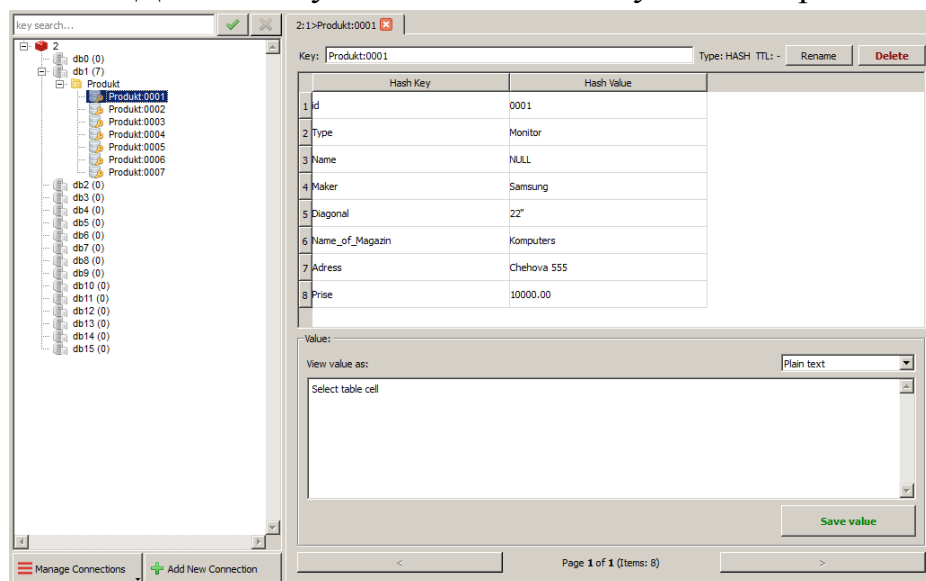 key search...
2
db0 (0)
db1 (7)
Produkt
Produkt:0001
Produkt:0002
Produkt:0003
Produkt:0004
Produkt:0005
Produkt:0006
Produkt:0007
db2 (0)
db3 (0)
db4 (0)
db5 (0)
db6 (0)
db7 (0)
db8 (0)
db9 (0)
db10 (0)
db11 (0)
db12 (0)
db13 (0)
db14 (0)
db15 (0)
Manage Connections Add New Connection
2:1>Produkt:0001
Key: Produkt:0001 Type: HASH TTL: - Rename Delete
Hash Key Hash Value
1 id 0001
2 Type Monitor
3 Name NULL
4 Maker Samsung
5 Diagonal 22"
6 Name_of_Magazin Komputers
7 Adress Chehova 555
8 Prise 10000.00
Value:
View value as: Plain text
Select table cell
Save value
< Page 1 of 1 (Items: 8) >